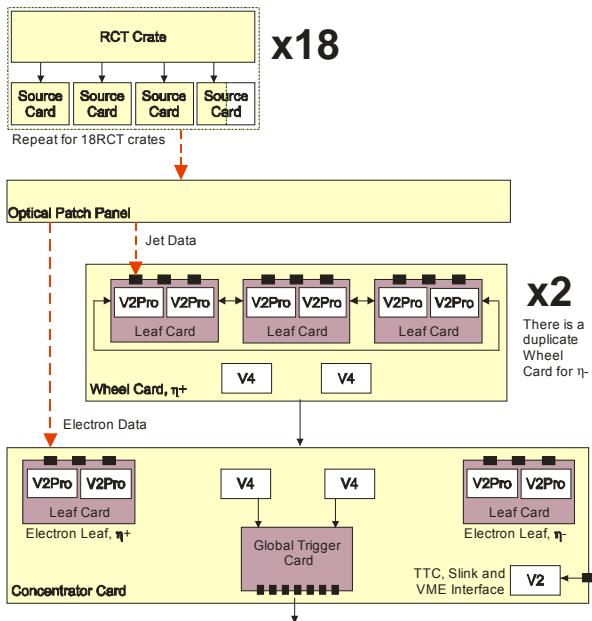 RCT Crate
x18
Source Card
Source Card
Source Card
Source Card
Repeat for 18RCT crates
Optical Patch Panel
Jet Data
V2Pro V2Pro
Leaf Card
V2Pro V2Pro
Leaf Card
V2Pro V2Pro
Leaf Card
x2
There is a
duplicate
Wheel
Card for η-
V4
V4
Wheel Card, η+
Electron Data
V2Pro V2Pro
Leaf Card
Electron Leaf, η+
V4
V4
Global Trigger
Card
V2Pro V2Pro
Leaf Card
Electron Leaf, η-
TTC, Slink and
VME Interface
V2
Concentrator Card